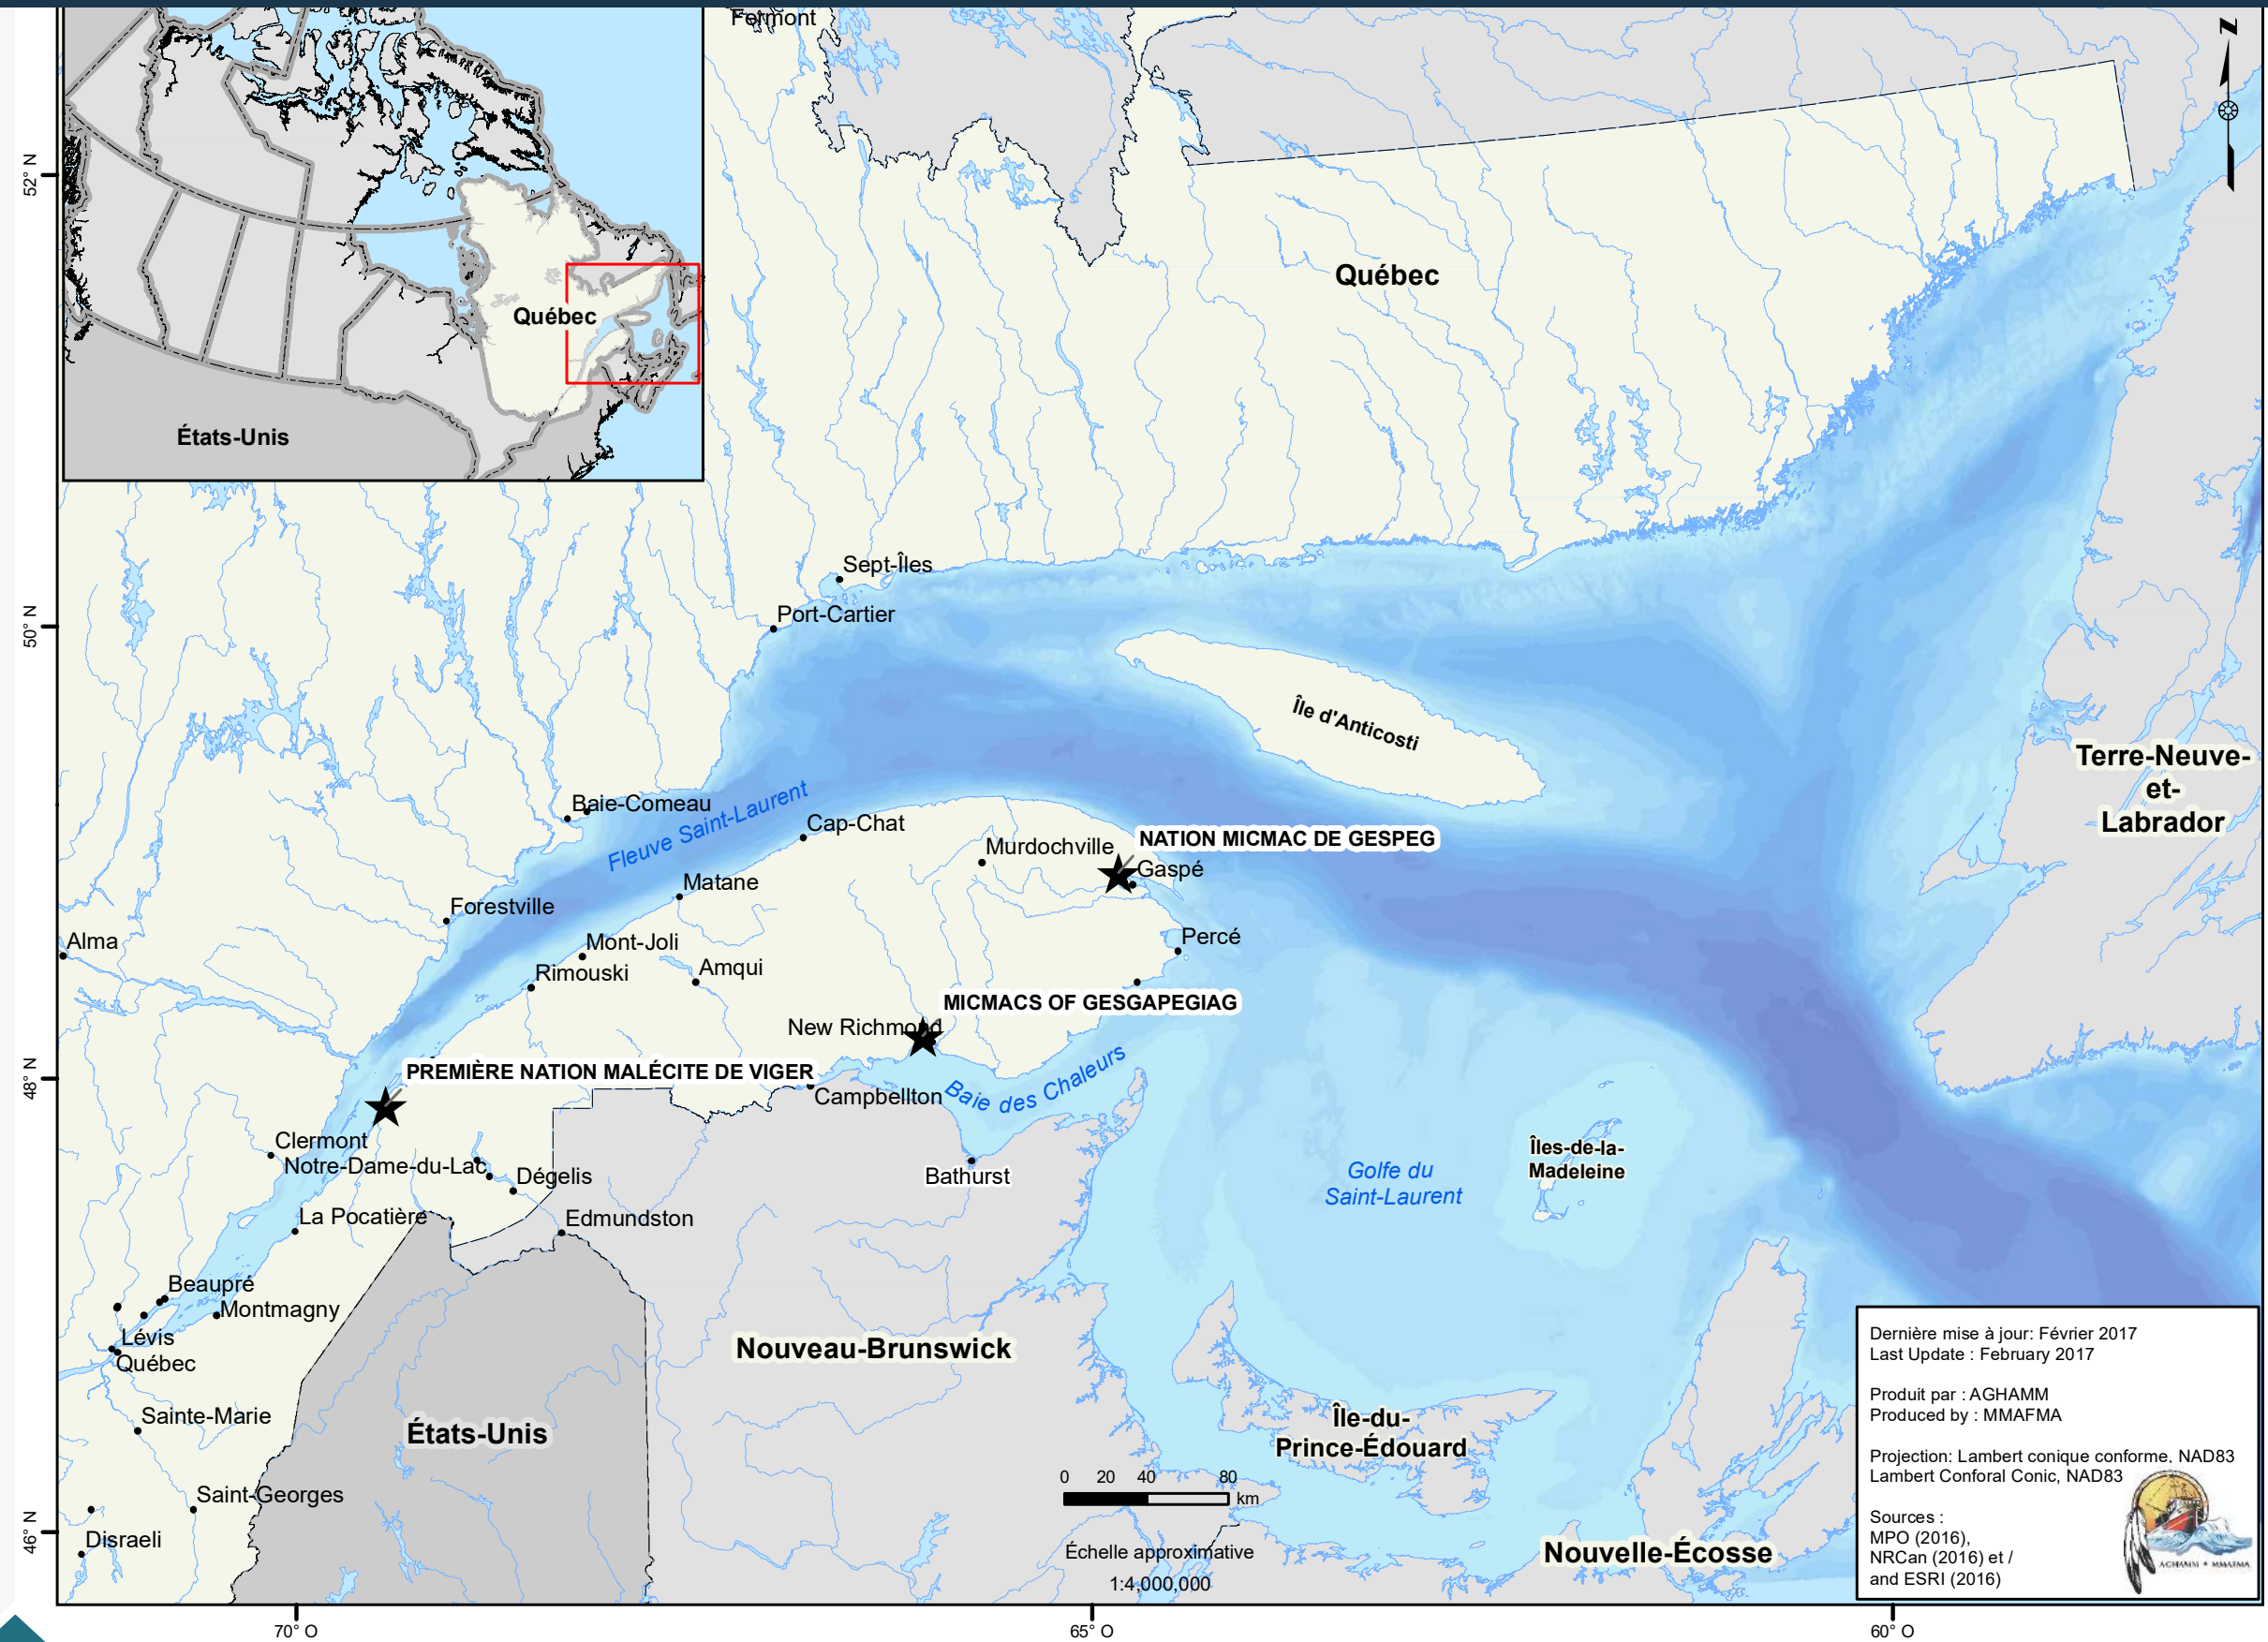 Fermont
N
52° N
Québec
Québec
États-Unis
Sept-Îles
Port-Cartier
50° N
Île d'Anticosti
Terre-Neuve-
et-
Labrador
Baie-Comeau
Fleuve Saint-Laurent
Cap-Chat
NATION MICMAC DE GESPEG
Murdochville
Gaspé
Matane
Forestville
Alma
Mont-Joli
Percé
Rimouski
Amqui
MICMACS OF GESGAPEGIAG
New Richmond
48° N
PREMIÈRE NATION MALÉCITE DE VIGER
Baie des Chaleurs
Campbellton
Clermont
Notre-Dame-du-Lac
Dégelis
Bathurst
Golfe du
Saint-Laurent
Îles-de-la-
Madeleine
La Pocatière
Edmundston
Beaupré
Montmagny
Lévis
Québec
Nouveau-Brunswick
Sainte-Marie
États-Unis
Île-du-
Prince-Édouard
Saint-Georges
46° N
Disraeli
0 20 40 80
km
Échelle approximative
1:4,000,000
Nouvelle-Écosse
Dernière mise à jour: Février 2017
Last Update : February 2017
Produit par : AGHAMM
Produced by : MMAFMA
Projection: Lambert conique conforme, NAD83
Lambert Conforal Conic, NAD83
Sources :
MPO (2016),
NRCan (2016) et /
and ESRI (2016)
AGHAMM * MMAFMA
70° O
65° O
60° O